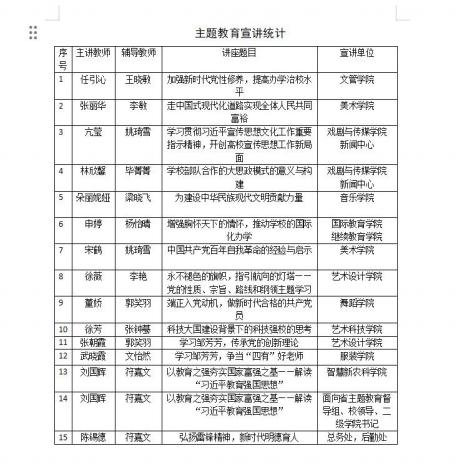 主题教育宣讲统计
序号 主讲教师 辅导教师 讲座题目 宣讲单位
1 任引沁 王晓敏 加强新时代党性修养，提高办学治校水平 文管学院
2 张丽华 李敏 走中国式现代化道路实现全体人民共同富裕 美术学院
3 亢莹 姚琦雪 学习贯彻习近平宣传思想文化工作重要指示精神，开创高校宣传思想工作新局面 戏剧与传媒学院 新闻中心
4 林欣馨 毕菁菁 学校部队合作的大思政模式的意义与构建 戏剧与传媒学院 新闻中心
5 朵丽妮娅 梁晓飞 为建设中华民族现代文明贡献力量 音乐学院
6 申婷 杨怡晴 增强胸怀天下的情怀，推动学校的国际化办学 国际教育学院 继续教育学院
7 宋鹤 姚琦雪 中国共产党百年自我革命的经验与启示 美术学院
8 徐薇 李艳 永不褪色的旗帜，指引航向的灯塔——党的性质、宗旨、路线和纲领主题学习 艺术设计学院
9 董娇 郭笑羽 端正入党动机，做新时代合格的共产党员 舞蹈学院
10 徐芳 科技大国建设背景下的科技强校的思考 艺术科技学院
11 张朝霞 郭笑羽 学习邹芳芳，传承党的创新理论 艺术设计学院
12 武晓霞 文怡然 学习邹芳芳，争当“四有”好老师 服装学院
13 刘国辉 符嘉文 以教育之强夯实国家富强之基——解读“习近平教育强国思想” 智慧新农科学院
14 刘国辉 符嘉文 以教育之强夯实国家富强之基——解读“习近平教育强国思想” 面向省主题教育督导组、校领导、二级学院书记
15 陈锡德 符嘉文 弘扬雷锋精神，新时代明德育人 总务处，后勤处